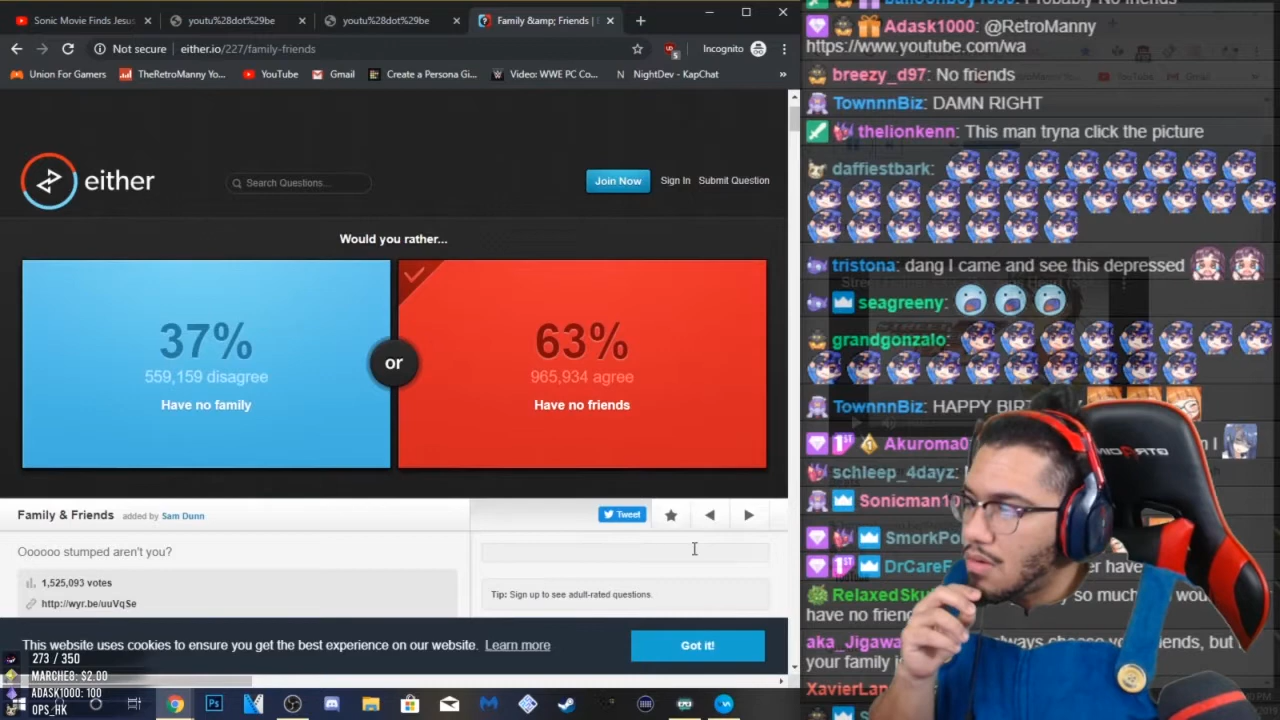 Sonic Movie Finds Jesus
youtu%28dot%29be
youtu%28dot%29be
Family &amp; Friends |
Not secure | either.io/227/family-friends
Incognito
Union For Gamers
TheRetroManny Yo...
YouTube
Gmail
Create a Persona Gi...
Video: WWE PC Co...
NightDev - KapChat
either
Search Questions...
Join Now
Sign In
Submit Question
Would you rather...
37%
559,159 disagree
Have no family
or
63%
965,934 agree
Have no friends
Family & Friends added by Sam Dunn
Tweet
Oooooo stumped aren't you?
1,525,093 votes
http://wyr.be/uuVqSe
Tip: Sign up to see adult-rated questions.
This website uses cookies to ensure you get the best experience on our website. Learn more
Got it!
273 / 350
MARCHE8: $2.00
ADASK1000: 100
OPS_HK
Adask1000: @RetroManny
https://www.youtube.com/wa
breezy_d97: No friends
TownnnBiz: DAMN RIGHT
thelionkenn: This man tryna click the picture
daffiestbark:
tristona: dang I came and see this depressed
seagreeny:
grandgonzalo:
TownnnBiz: HAPPY
schleep_4dayz:
so much
have no
your family